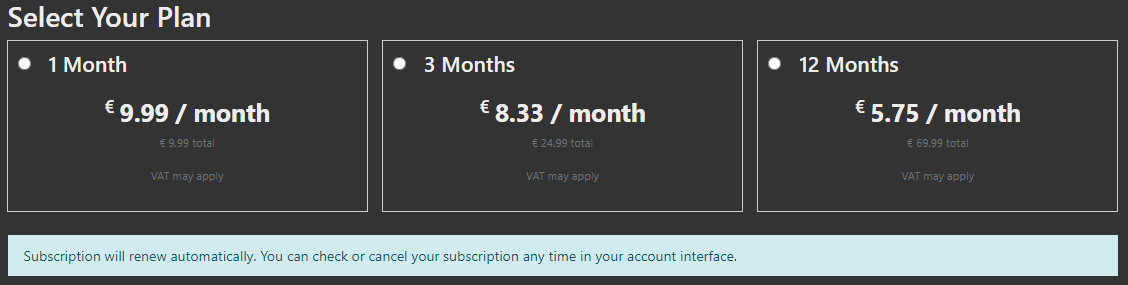 Select Your Plan
1 Month
€ 9.99 / month
€ 9.99 total
VAT may apply
3 Months
€ 8.33 / month
€ 24.99 total
VAT may apply
12 Months
€ 5.75 / month
€ 69.99 total
VAT may apply
Subscription will renew automatically. You can check or cancel your subscription any time in your account interface.